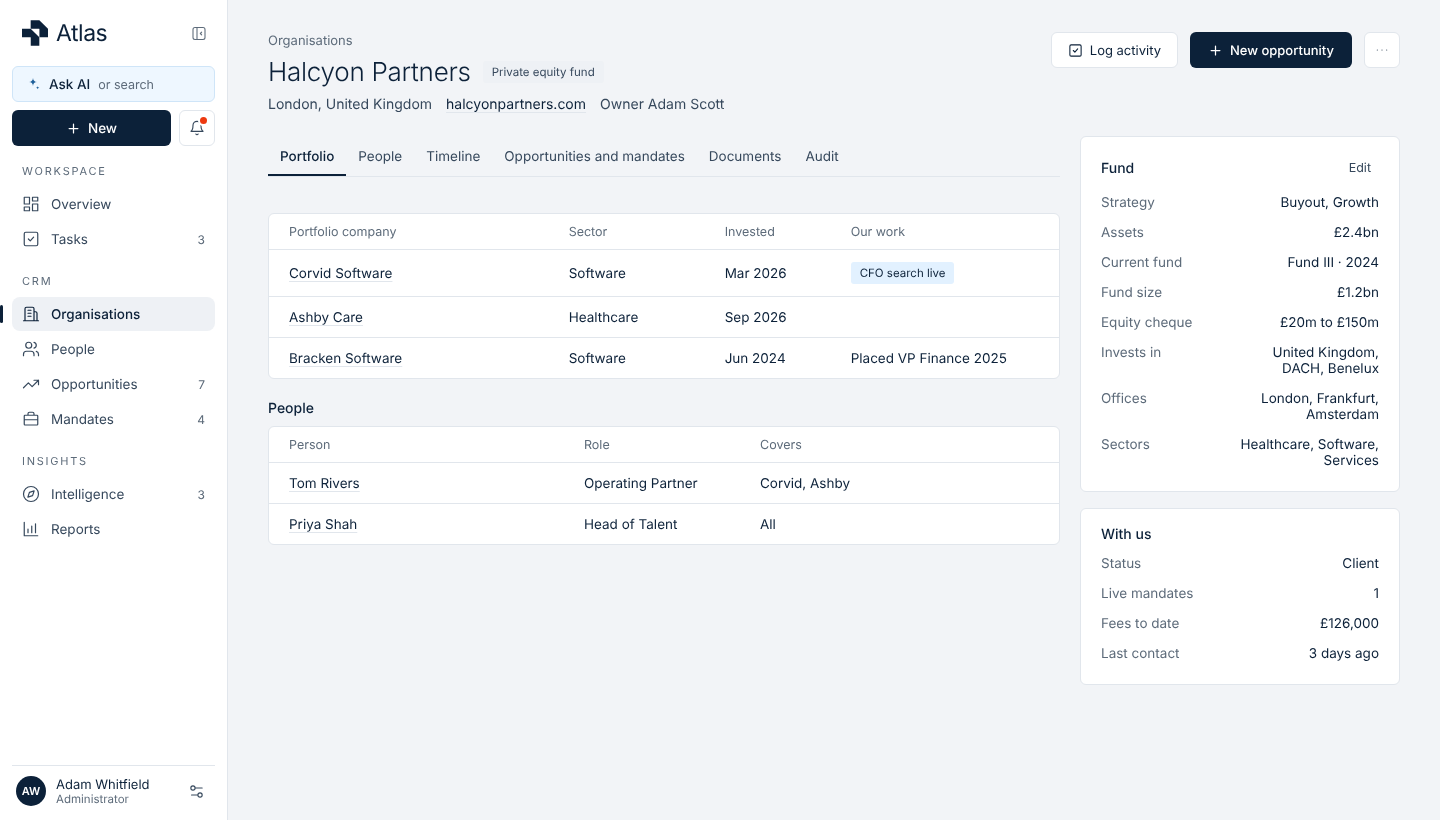 Atlas
Ask AI or search
New
WORKSPACE
Overview
Tasks 3
CRM
Organisations
People
Opportunities 7
Mandates 4
INSIGHTS
Intelligence 3
Reports
AW
Adam Whitfield
Administrator
Organisations
Halcyon Partners Private equity fund
London, United Kingdom halcyonpartners.com Owner Adam Scott
Log activity
New opportunity
Portfolio People Timeline Opportunities and mandates Documents Audit
Portfolio company Sector Invested Our work
Corvid Software Software Mar 2026 CFO search live
Ashby Care Healthcare Sep 2026
Bracken Software Software Jun 2024 Placed VP Finance 2025
People
Person Role Covers
Tom Rivers Operating Partner Corvid, Ashby
Priya Shah Head of Talent All
Fund Edit
Strategy Buyout, Growth
Assets £2.4bn
Current fund Fund III · 2024
Fund size £1.2bn
Equity cheque £20m to £150m
Invests in United Kingdom,
DACH, Benelux
Offices London, Frankfurt,
Amsterdam
Sectors Healthcare, Software,
Services
With us
Status Client
Live mandates 1
Fees to date £126,000
Last contact 3 days ago